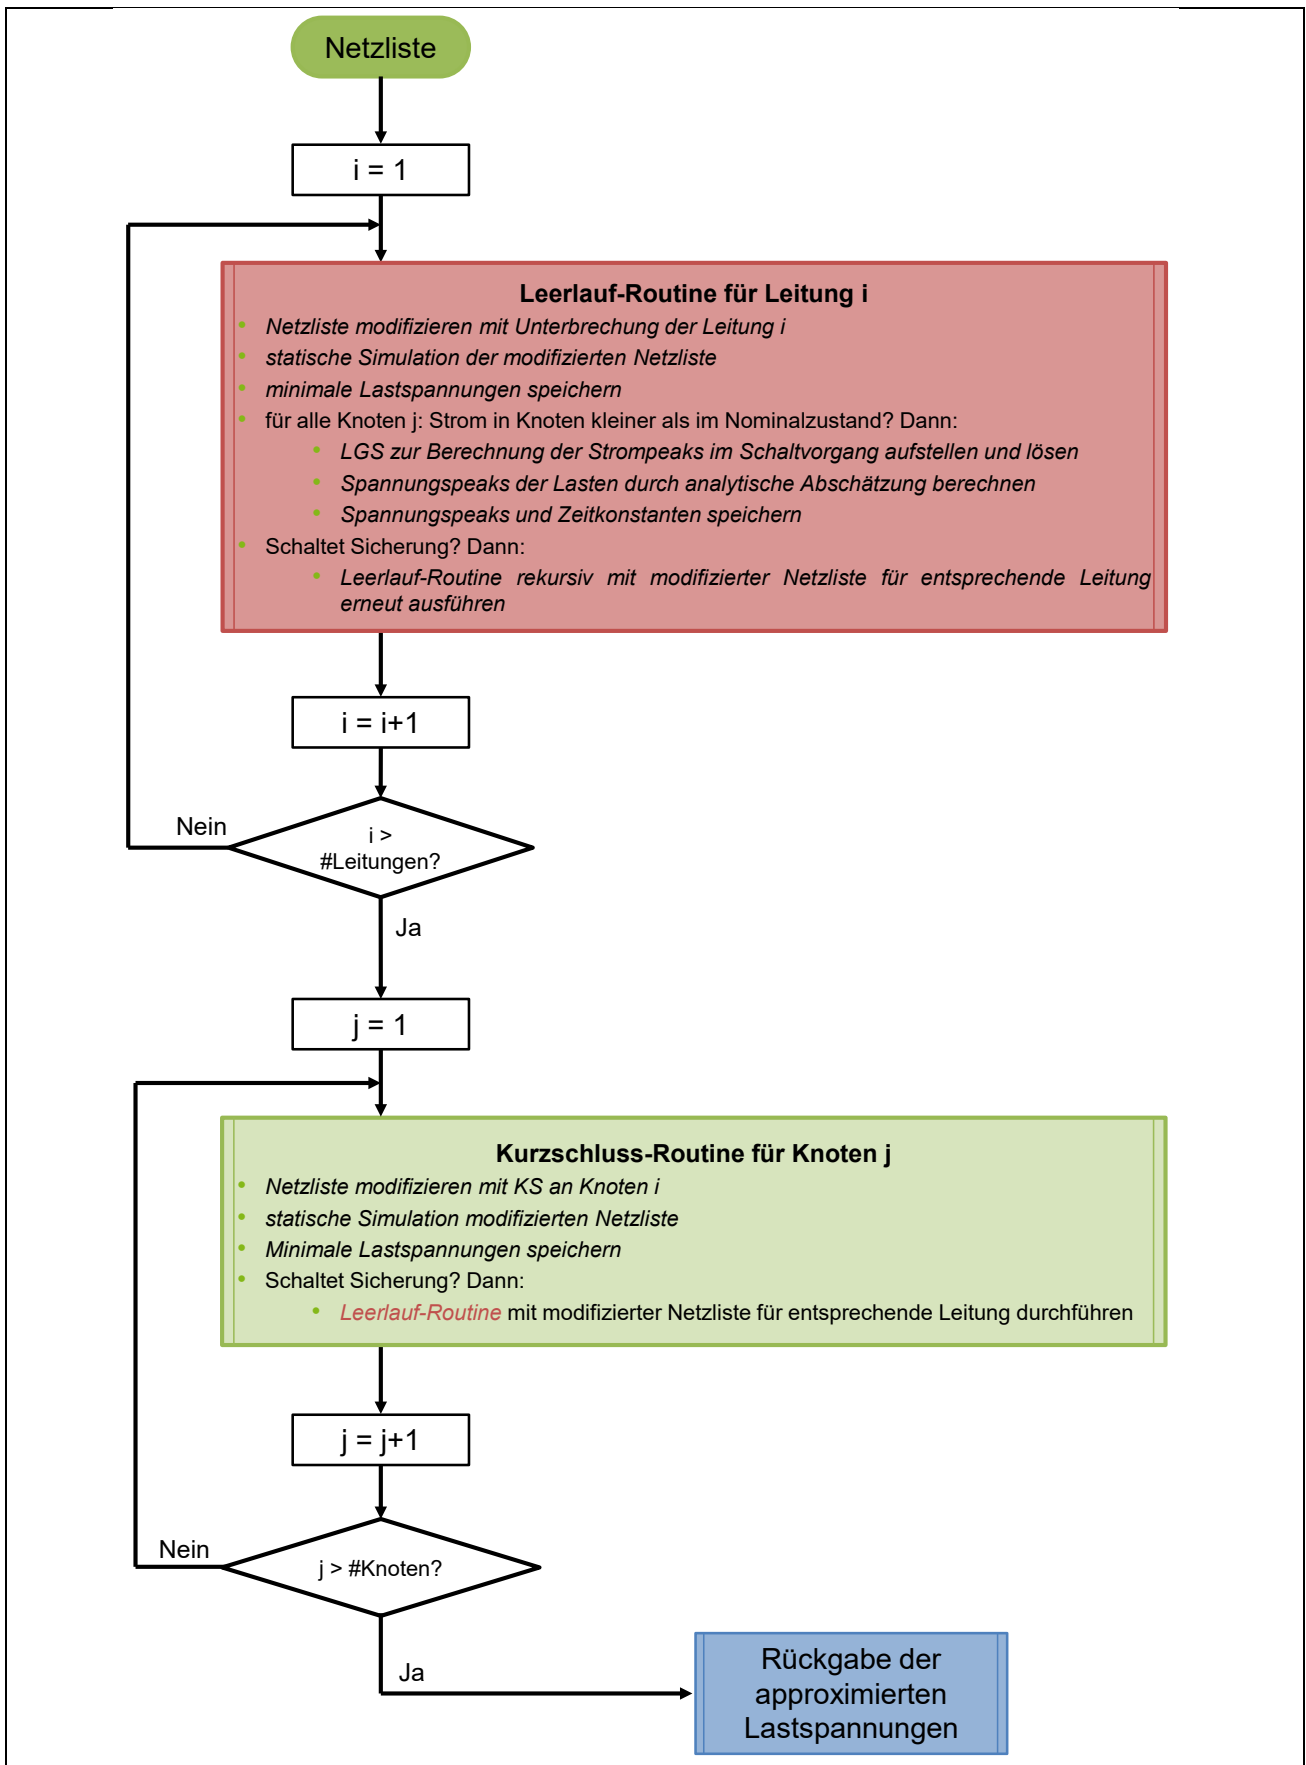 Netzliste
i = 1
Leerlauf-Routine für Leitung i
• Netzliste modifizieren mit Unterbrechung der Leitung i
• statische Simulation der modifizierten Netzliste
• minimale Lastspannungen speichern
• für alle Knoten j: Strom in Knoten kleiner als im Nominalzustand? Dann:
• LGS zur Berechnung der Strompeaks im Schaltvorgang aufstellen und lösen
• Spannungspeaks der Lasten durch analytische Abschätzung berechnen
• Spannungspeaks und Zeitkonstanten speichern
• Schaltet Sicherung? Dann:
• Leerlauf-Routine rekursiv mit modifizierter Netzliste für entsprechende Leitung
erneut ausführen
i = i+1
Nein
i >
#Leitungen?
Ja
j = 1
Kurzschluss-Routine für Knoten j
• Netzliste modifizieren mit KS an Knoten i
• statische Simulation modifizierten Netzliste
• Minimale Lastspannungen speichern
• Schaltet Sicherung? Dann:
• Leerlauf-Routine mit modifizierter Netzliste für entsprechende Leitung durchführen
j = j+1
Nein
j > #Knoten?
Ja
Rückgabe der
approximierten
Lastspannungen